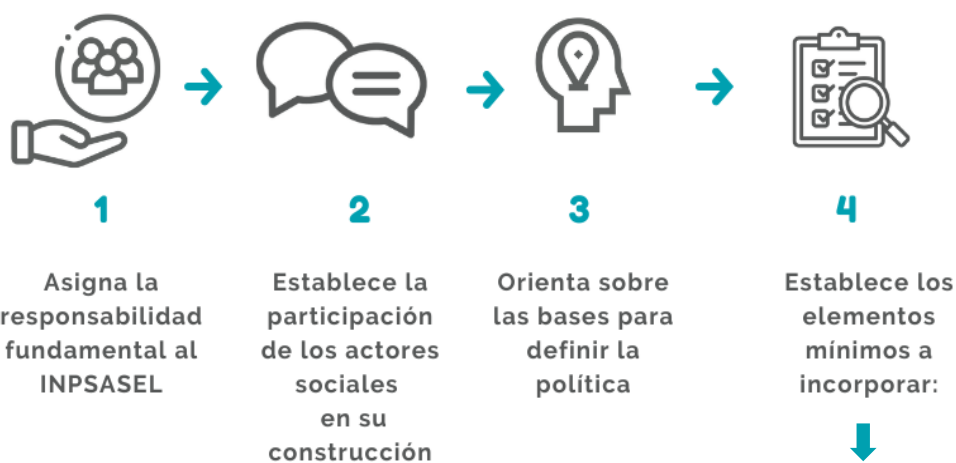 1
Asigna la
responsabilidad
fundamental al
INPSASEL
2
Establece la
participación
de los actores
sociales
en su
construcción
3
Orienta sobre
las bases para
definir la
política
4
Establece los
elementos
mínimos a
incorporar: